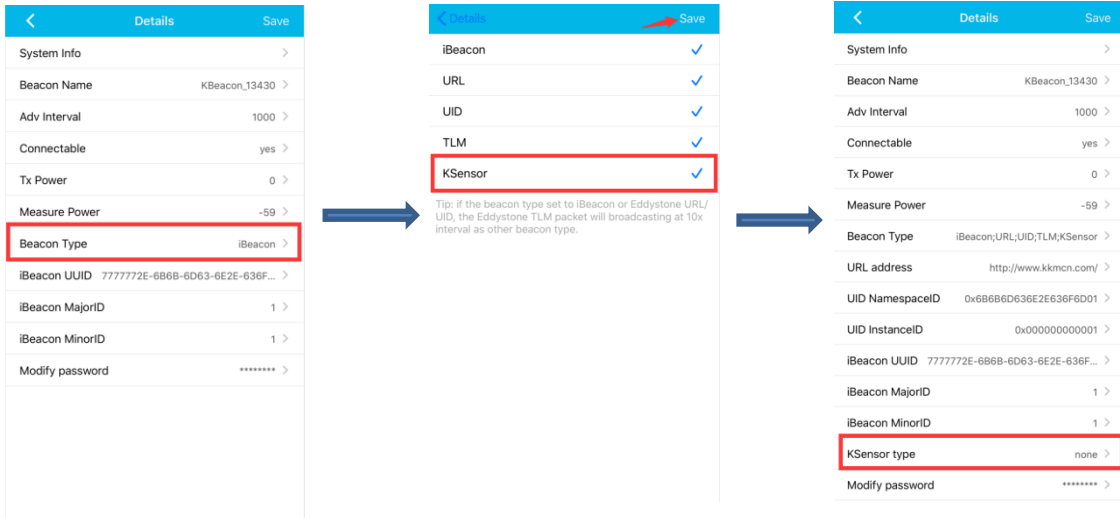 Details Save
System Info
Beacon Name KBeacon_13430
Adv Interval 1000
Connectable yes
Tx Power 0
Measure Power -59
Beacon Type iBeacon
iBeacon UUID 7777772E-6B6B-6D63-6E2E-636F...
iBeacon MajorID 1
iBeacon MinorID 1
Modify password ********
Details Save
iBeacon
URL
UID
TLM
KSensor
Tip: if the beacon type set to iBeacon or Eddystone URL/
UID, the Eddystone TLM packet will broadcasting at 10x
interval as other beacon type.
Details Save
System Info
Beacon Name KBeacon_13430
Adv Interval 1000
Connectable yes
Tx Power 0
Measure Power -59
Beacon Type iBeacon;URL;UID;TLM;KSensor
URL address http://www.kkmcn.com/
UID NamespaceID 0x6B6B6D636E2E636F6D01
UID InstanceID 0x000000000001
iBeacon UUID 7777772E-6B6B-6D63-6E2E-636F...
iBeacon MajorID 1
iBeacon MinorID 1
KSensor type none
Modify password ********